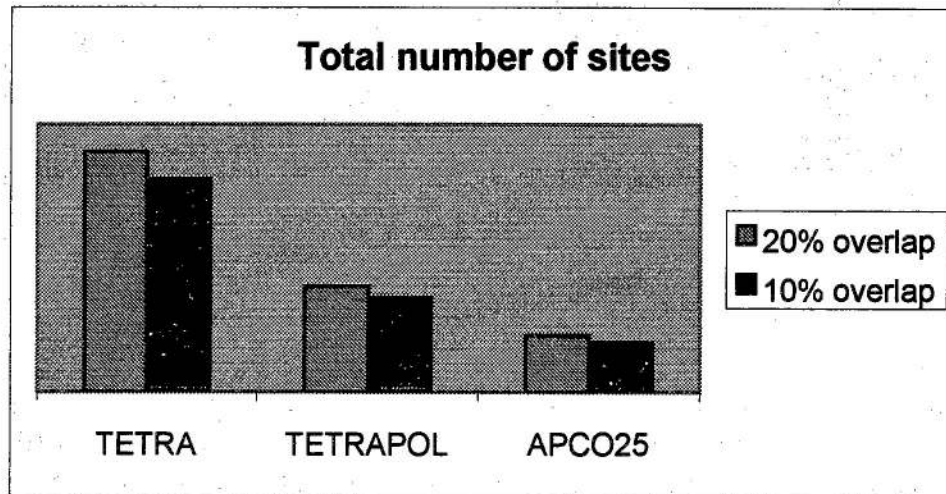 Total number of sites
20% overlap
10% overlap
TETRA TETRAPOL APCO25